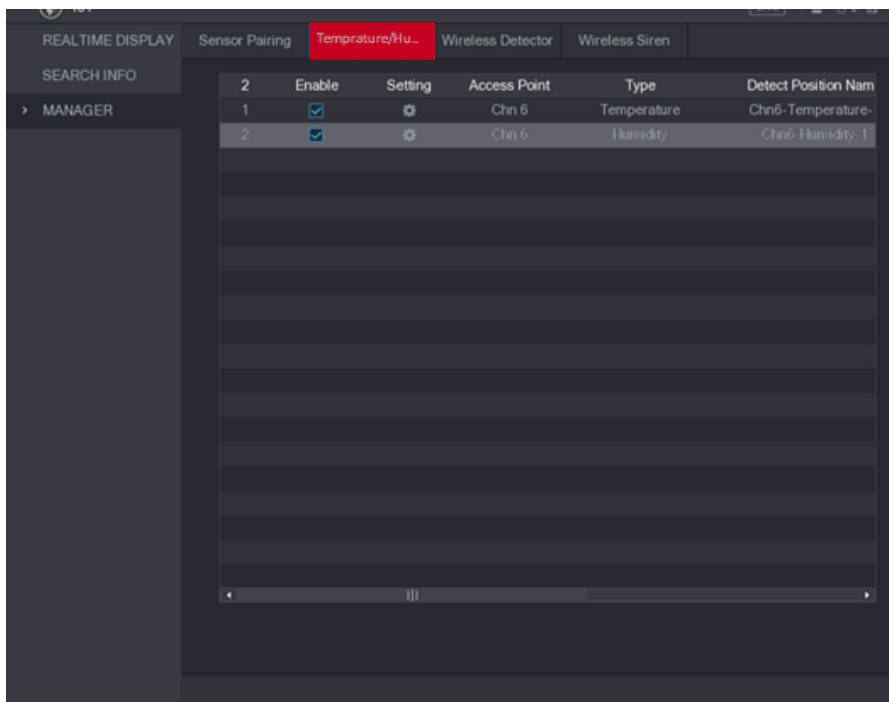 REALTIME DISPLAY
SEARCH INFO
MANAGER
Sensor Pairing Temprature/Hu... Wireless Detector Wireless Siren
2 Enable Setting Access Point Type Detect Position Nam
1 Chn 6 Temperature Chn6-Temperature-
2 Chn 6 Humidity Chn6-Humidity-1